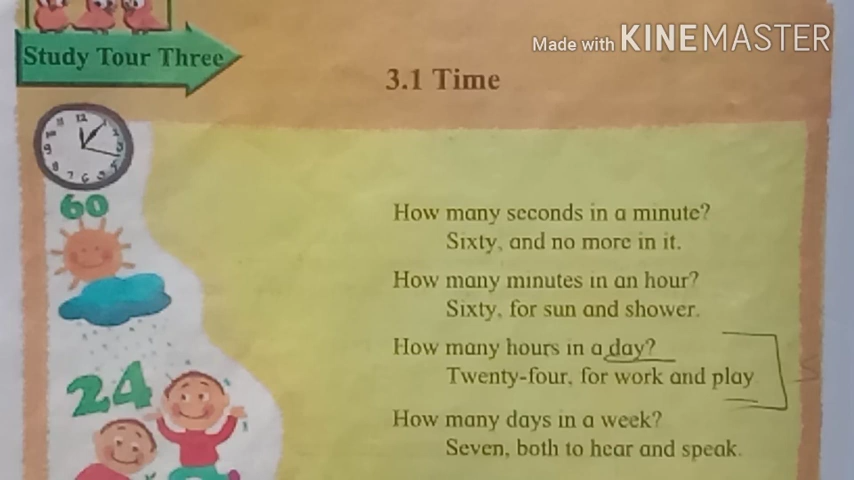 Made with KINEMASTER
Study Tour Three
3.1 Time
60
How many seconds in a minute?
Sixty, and no more in it.
How many minutes in an hour?
Sixty, for sun and shower.
How many hours in a day?
24
Twenty-four, for work and play
How many days in a week?
Seven, both to hear and speak.